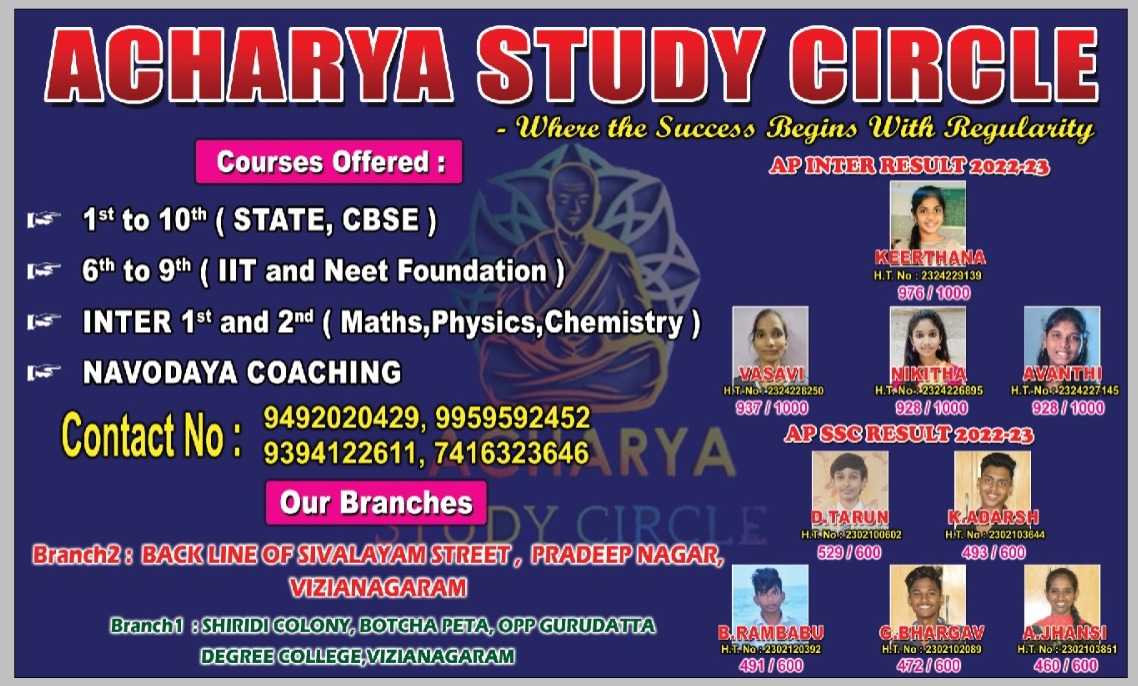 ACHARYA STUDY CIRCLE
- Where the Success Begins With Regularity
Courses Offered :
1st to 10th ( STATE, CBSE )
6th to 9th ( IIT and Neet Foundation )
INTER 1st and 2nd ( Maths,Physics,Chemistry )
NAVODAYA COACHING
Contact No :
9492020429, 9959592452
9394122611, 7416323646
Our Branches
Branch2 : BACK LINE OF SIVALAYAM STREET , PRADEEP NAGAR,
VIZIANAGARAM
Branch1 : SHIRIDI COLONY, BOTCHA PETA, OPP GURUDATTA
DEGREE COLLEGE,VIZIANAGARAM
ACHARYA
STUDY CIRCLE
AP INTER RESULT 2022-23
KEERTHANA
H.T. No : 2324229139
976 / 1000
VASAVI
H.T. No : 2324228250
937 / 1000
NIKITHA
H.T. No : 2324226895
928 / 1000
AVANTHI
H.T. No : 2324227145
928 / 1000
AP SSC RESULT 2022-23
D.TARUN
H.T. No : 2302100602
529 / 600
K.ADARSH
H.T. No : 2302103644
493 / 600
B.RAMBABU
H.T. No : 2302120392
491 / 600
G.BHARGAV
H.T. No : 2302102089
472 / 600
A.JHANSI
H.T. No : 2302103851
460 / 600